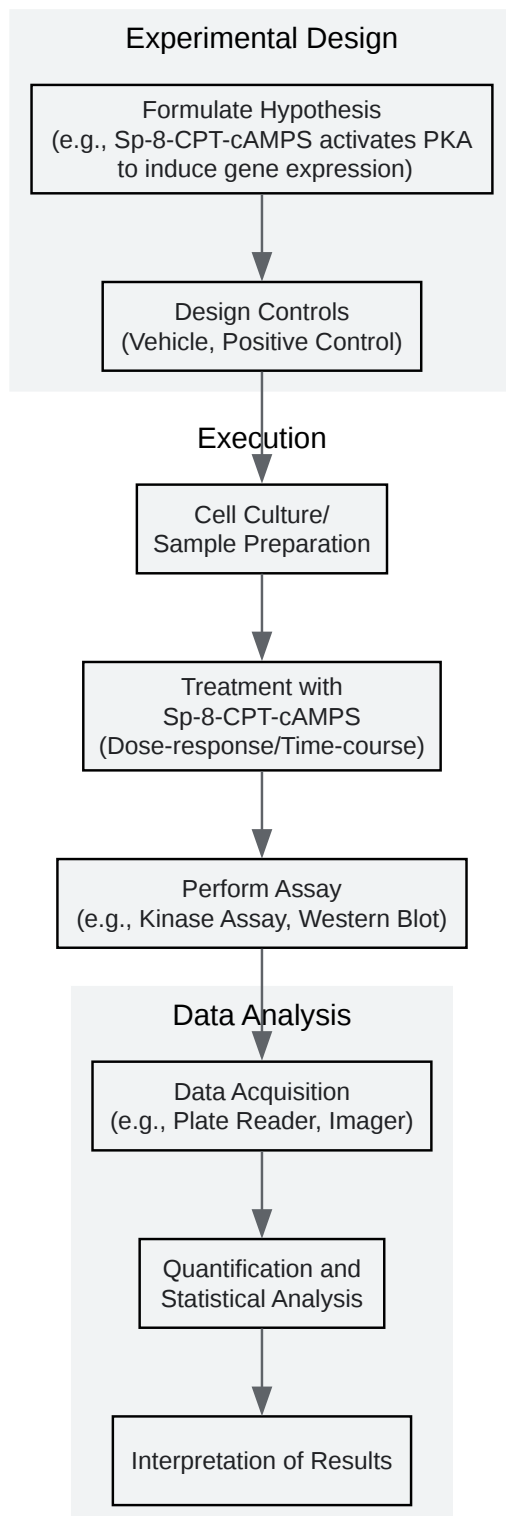 Experimental Design
Formulate Hypothesis
(e.g., Sp-8-CPT-cAMPS activates PKA
to induce gene expression)
Design Controls
(Vehicle, Positive Control)
Execution
Cell Culture/
Sample Preparation
Treatment with
Sp-8-CPT-cAMPS
(Dose-response/Time-course)
Perform Assay
(e.g., Kinase Assay, Western Blot)
Data Analysis
Data Acquisition
(e.g., Plate Reader, Imager)
Quantification and
Statistical Analysis
Interpretation of Results